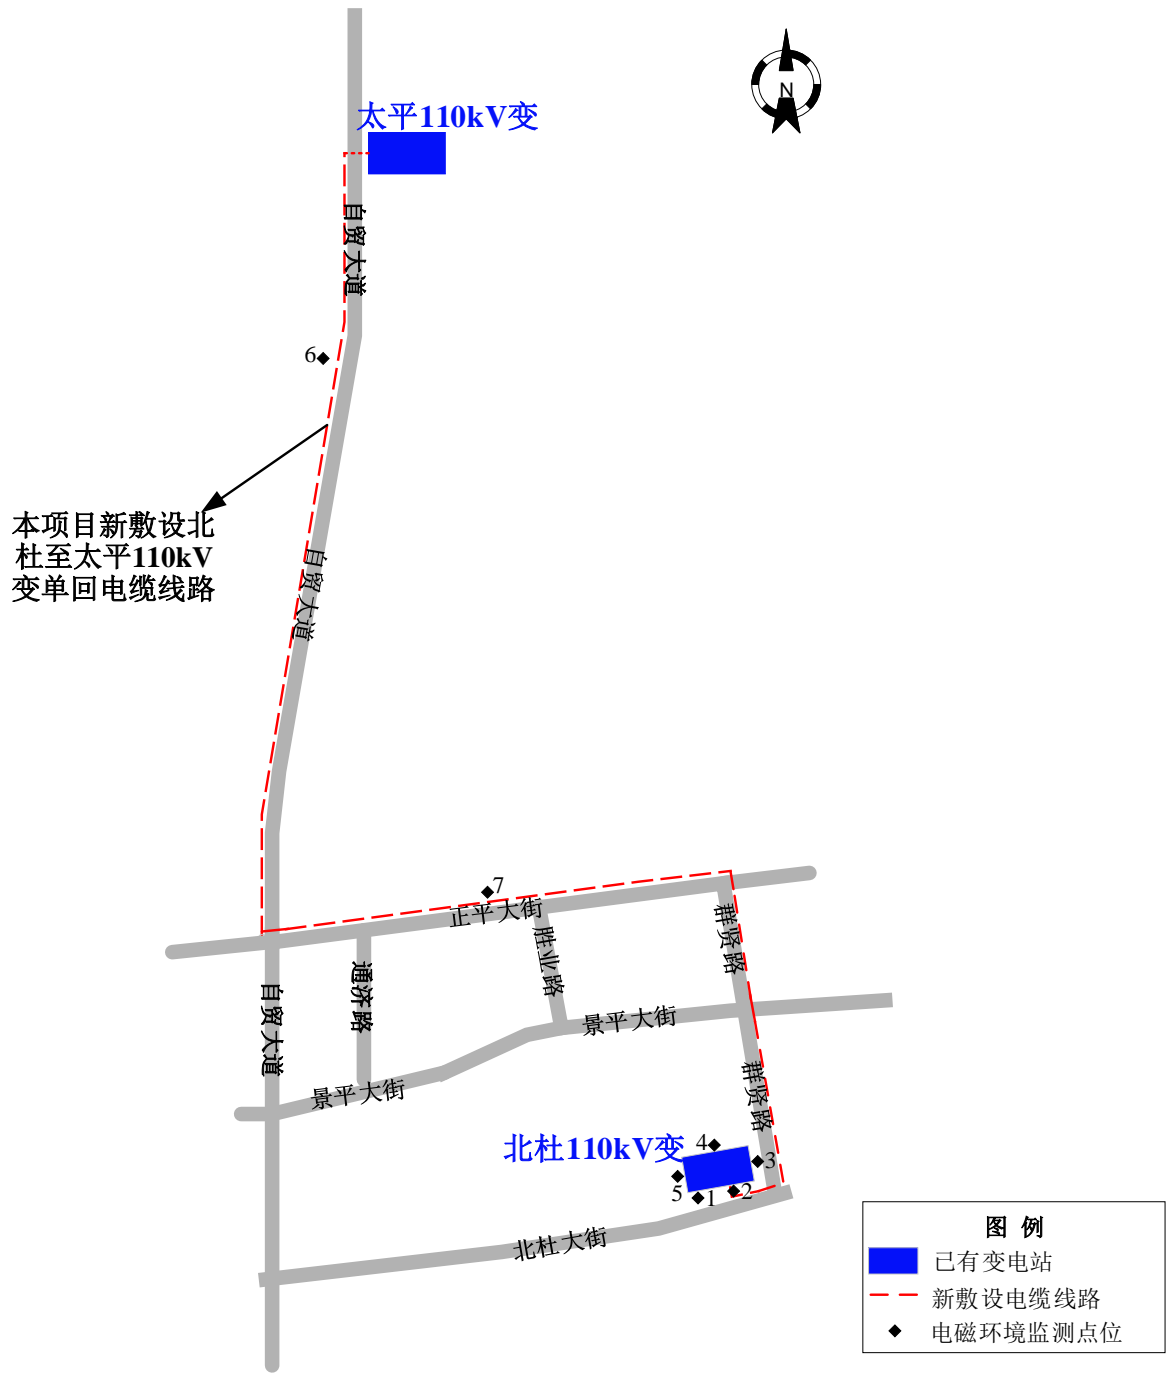 N
太平110kV变
自贸大道
6
本项目新敷设北
杜至太平110kV
变单回电缆线路
自贸大道
7
正平大街
群贤路
胜业路
通济路
自贸大道
景平大街
景平大街
群贤路
北杜110kV变
4
3
5
1
2
北杜大街
图 例
已有变电站
新敷设电缆线路
电磁环境监测点位